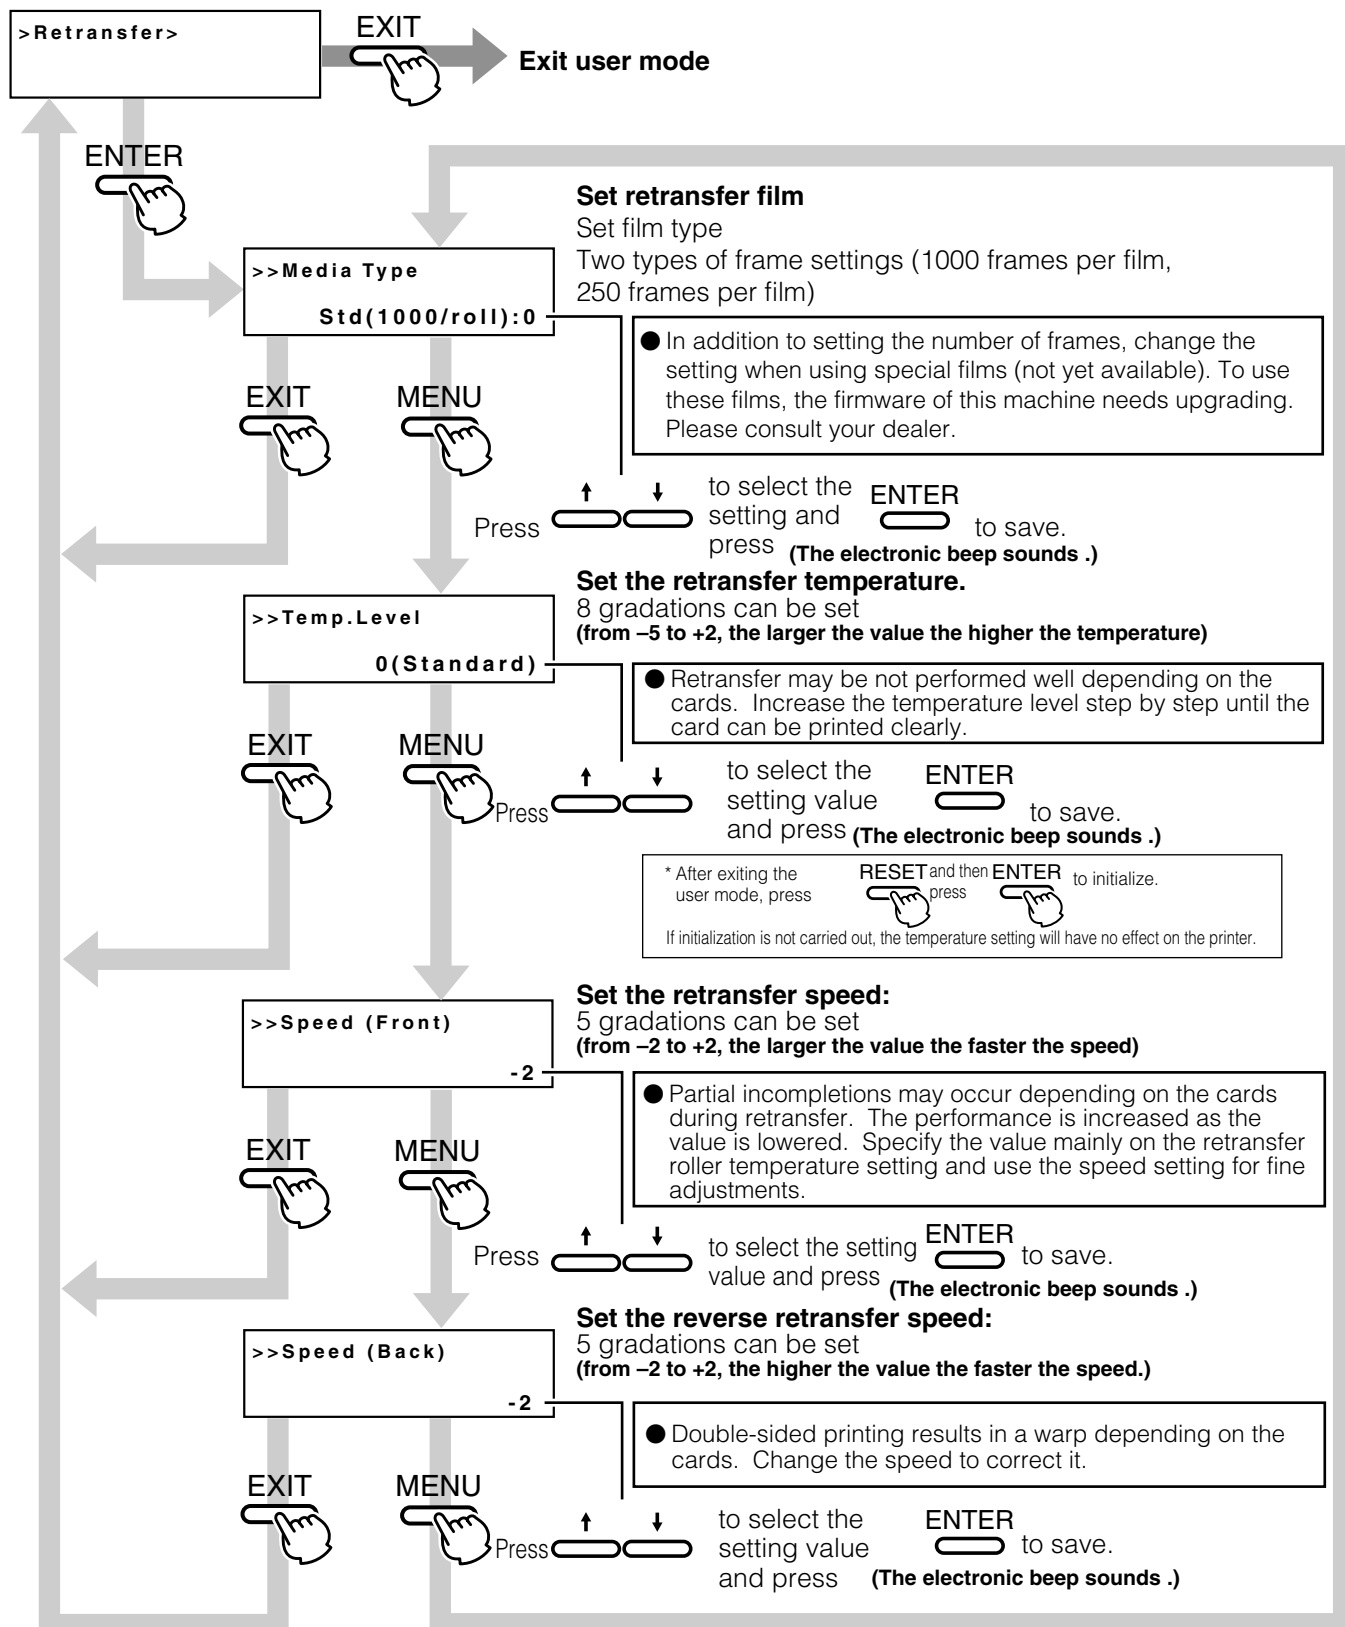 >Retransfer>
EXIT
Exit user mode
ENTER
Set retransfer film
Set film type
Two types of frame settings (1000 frames per film,
250 frames per film)
>>Media Type
Std(1000/roll):0
● In addition to setting the number of frames, change the
setting when using special films (not yet available). To use
these films, the firmware of this machine needs upgrading.
Please consult your dealer.
EXIT
MENU
Press ↑ ↓ to select the
setting and
press ENTER to save.
(The electronic beep sounds .)
Set the retransfer temperature.
8 gradations can be set
(from –5 to +2, the larger the value the higher the temperature)
>>Temp.Level
0(Standard)
● Retransfer may be not performed well depending on the
cards.  Increase the temperature level step by step until the
card can be printed clearly.
EXIT
MENU
Press ↑ ↓ to select the
setting value
and press ENTER to save.
(The electronic beep sounds .)
* After exiting the
user mode, press RESET and then
press ENTER to initialize.
If initialization is not carried out, the temperature setting will have no effect on the printer.
Set the retransfer speed:
5 gradations can be set
(from –2 to +2, the larger the value the faster the speed)
>>Speed (Front)
-2
● Partial incompletions may occur depending on the cards
during retransfer.  The performance is increased as the
value is lowered.  Specify the value mainly on the retransfer
roller temperature setting and use the speed setting for fine
adjustments.
EXIT
MENU
Press ↑ ↓ to select the setting
value and press ENTER to save.
(The electronic beep sounds .)
Set the reverse retransfer speed:
5 gradations can be set
(from –2 to +2, the higher the value the faster the speed.)
>>Speed (Back)
-2
● Double-sided printing results in a warp depending on the
cards.  Change the speed to correct it.
EXIT
MENU
Press ↑ ↓ to select the
setting value
and press ENTER to save.
(The electronic beep sounds .)